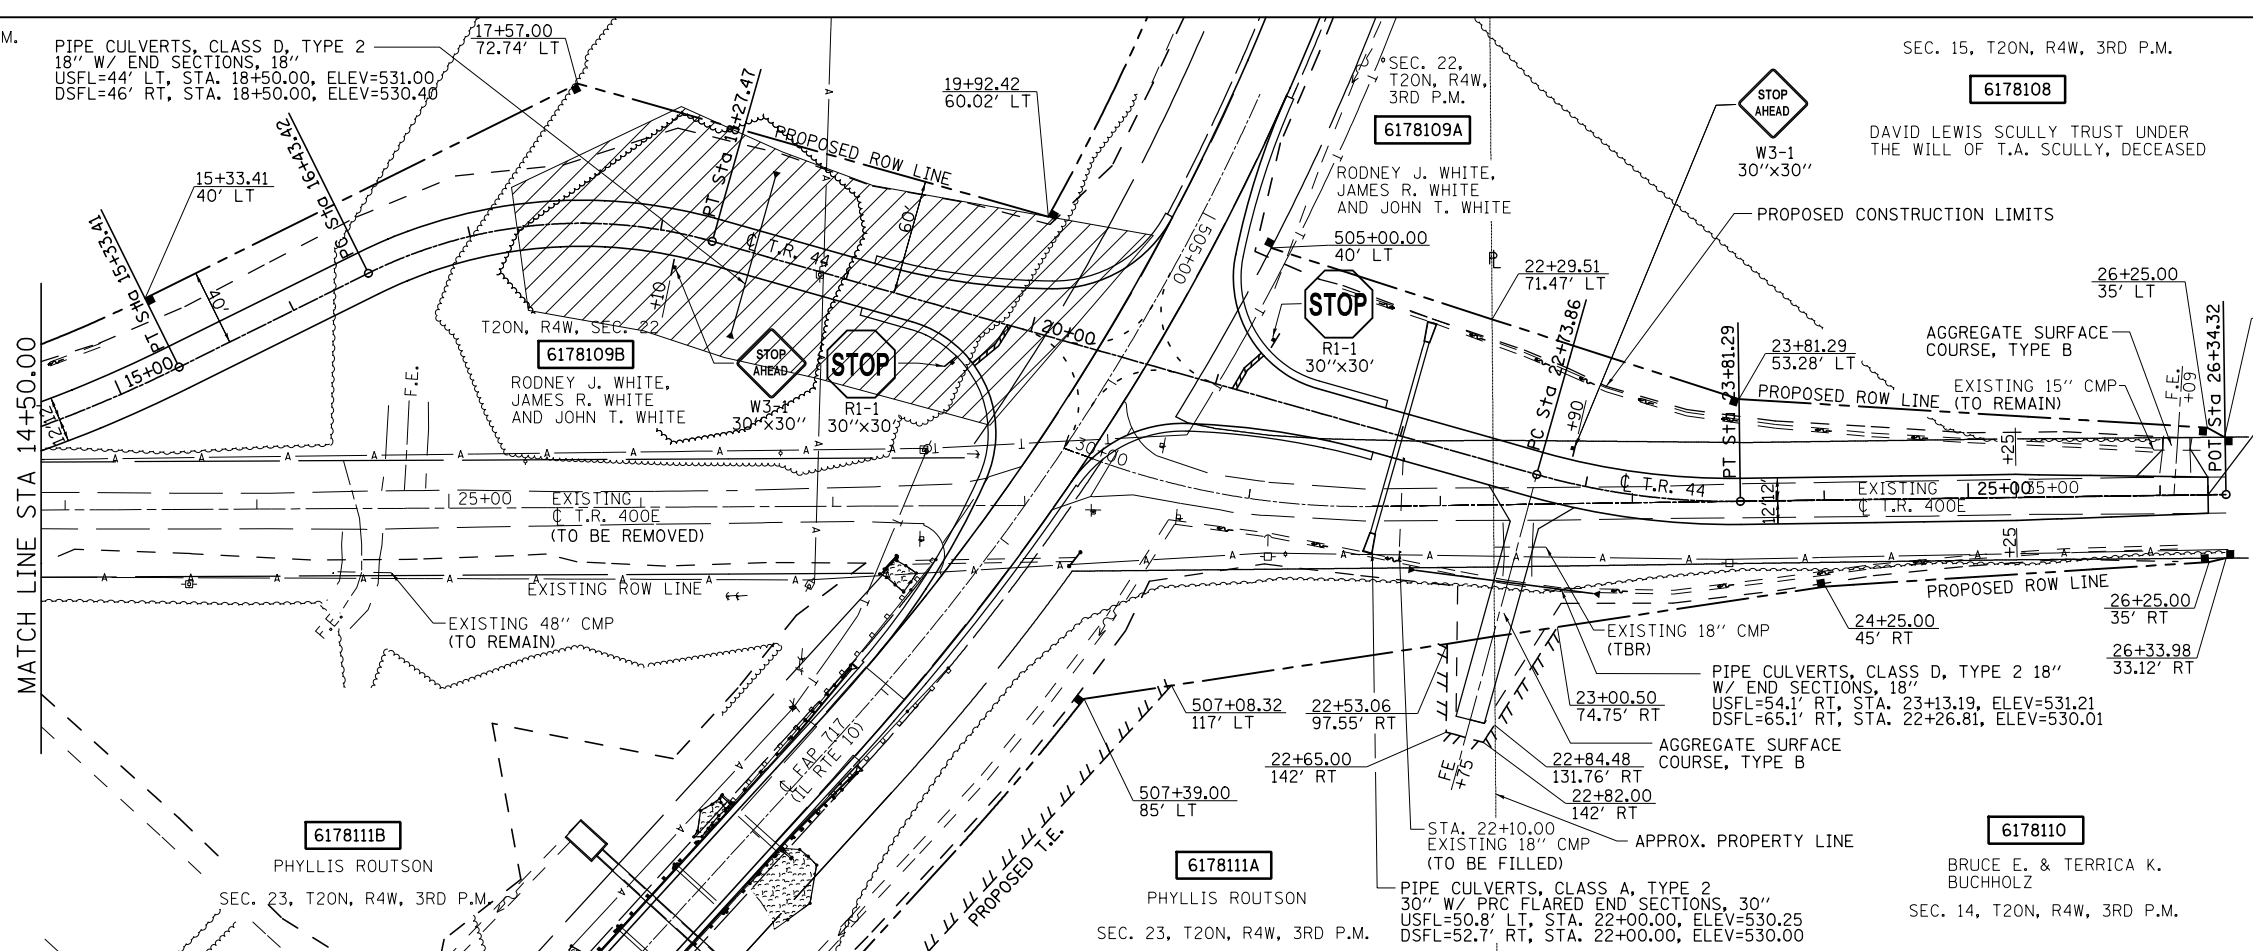 M.
PIPE CULVERTS, CLASS D, TYPE 2
18" W/ END SECTIONS, 18"
USFL=44' LT, STA. 18+50.00, ELEV=531.00
DSFL=46' RT, STA. 18+50.00, ELEV=530.40
17+57.00
72.74' LT
19+92.42
60.02' LT
PROPOSED ROW LINE
15+33.41
40' LT
PT Sta 15+33.41
PC Sta 16+43.42
40'
60'
℄ T.R. 44
+10
15+00
20+00
12'
12'
MATCH LINE STA 14+50.00
T20N, R4W, SEC. 22
6178109B
RODNEY J. WHITE,
JAMES R. WHITE
AND JOHN T. WHITE
STOP
AHEAD
W3-1
30"x30"
STOP
R1-1
30"x30'
F.E.
25+00
EXISTING
℄ T.R. 400E
(TO BE REMOVED)
EXISTING ROW LINE
EXISTING 48" CMP
(TO REMAIN)
F.E.
6178111B
PHYLLIS ROUTSON
SEC. 23, T20N, R4W, 3RD P.M.
℄ FAP 717
(IL RTE 10)
505+00
30+00
SEC. 22,
T20N, R4W,
3RD P.M.
6178109A
RODNEY J. WHITE,
JAMES R. WHITE
AND JOHN T. WHITE
505+00.00
40' LT
STOP
R1-1
30"x30'
STOP
AHEAD
W3-1
30"x30"
SEC. 15, T20N, R4W, 3RD P.M.
6178108
DAVID LEWIS SCULLY TRUST UNDER
THE WILL OF T.A. SCULLY, DECEASED
PROPOSED CONSTRUCTION LIMITS
22+29.51
71.47' LT
PC Sta 22+73.86
+90
PT Sta 23+81.29
23+81.29
53.28' LT
PROPOSED ROW LINE
26+25.00
35' LT
AGGREGATE SURFACE
COURSE, TYPE B
EXISTING 15" CMP
(TO REMAIN)
F.E.
+09
POT Sta 26+34.32
+25
℄ T.R. 44
12'
12'
EXISTING
℄ T.R. 400E
25+00
35+00
+25
PROPOSED ROW LINE
26+25.00
35' RT
24+25.00
45' RT
26+33.98
33.12' RT
EXISTING 18" CMP
(TBR)
PIPE CULVERTS, CLASS D, TYPE 2 18"
W/ END SECTIONS, 18"
USFL=54.1' RT, STA. 23+13.19, ELEV=531.21
DSFL=65.1' RT, STA. 22+26.81, ELEV=530.01
23+00.50
74.75' RT
507+08.32
117' LT
22+53.06
97.55' RT
22+65.00
142' RT
FE
+75
AGGREGATE SURFACE
COURSE, TYPE B
22+84.48
131.76' RT
22+82.00
142' RT
507+39.00
85' LT
PROPOSED T.E.
STA. 22+10.00
EXISTING 18" CMP
(TO BE FILLED)
APPROX. PROPERTY LINE
6178111A
PHYLLIS ROUTSON
SEC. 23, T20N, R4W, 3RD P.M.
PIPE CULVERTS, CLASS A, TYPE 2
30" W/ PRC FLARED END SECTIONS, 30"
USFL=50.8' LT, STA. 22+00.00, ELEV=530.25
DSFL=52.7' RT, STA. 22+00.00, ELEV=530.00
6178110
BRUCE E. & TERRICA K.
BUCHHOLZ
SEC. 14, T20N, R4W, 3RD P.M.